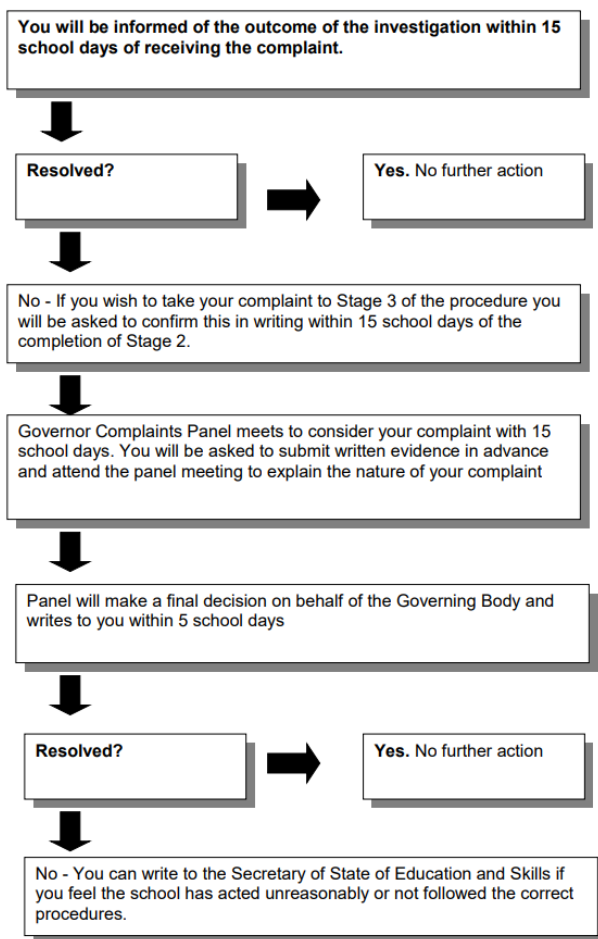 You will be informed of the outcome of the investigation within 15
school days of receiving the complaint.
Resolved?
Yes. No further action
No - If you wish to take your complaint to Stage 3 of the procedure you
will be asked to confirm this in writing within 15 school days of the
completion of Stage 2.
Governor Complaints Panel meets to consider your complaint with 15
school days. You will be asked to submit written evidence in advance
and attend the panel meeting to explain the nature of your complaint
Panel will make a final decision on behalf of the Governing Body and
writes to you within 5 school days
Resolved?
Yes. No further action
No - You can write to the Secretary of State of Education and Skills if
you feel the school has acted unreasonably or not followed the correct
procedures.